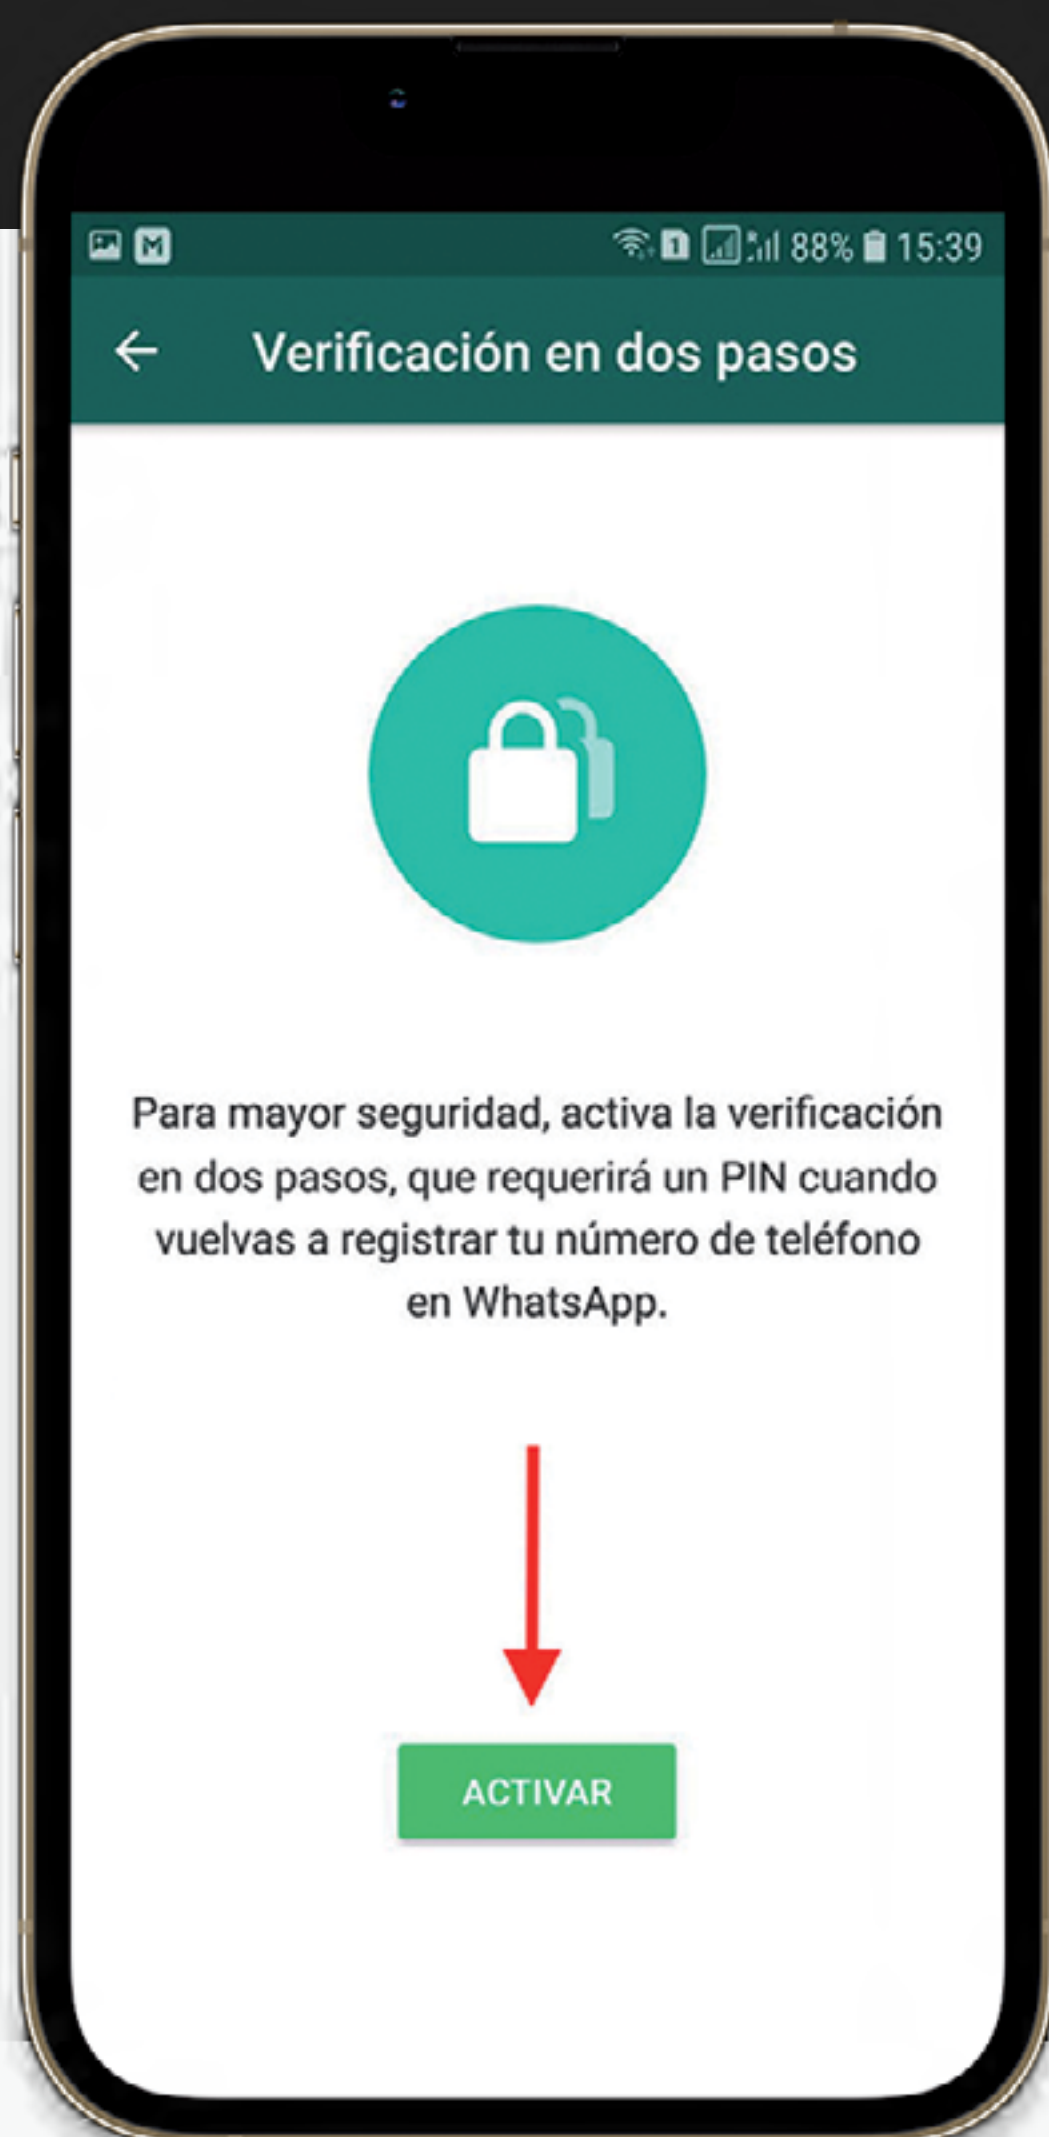 88% 15:39
Verificación en dos pasos
Para mayor seguridad, activa la verificación
en dos pasos, que requerirá un PIN cuando
vuelvas a registrar tu número de teléfono
en WhatsApp.
ACTIVAR